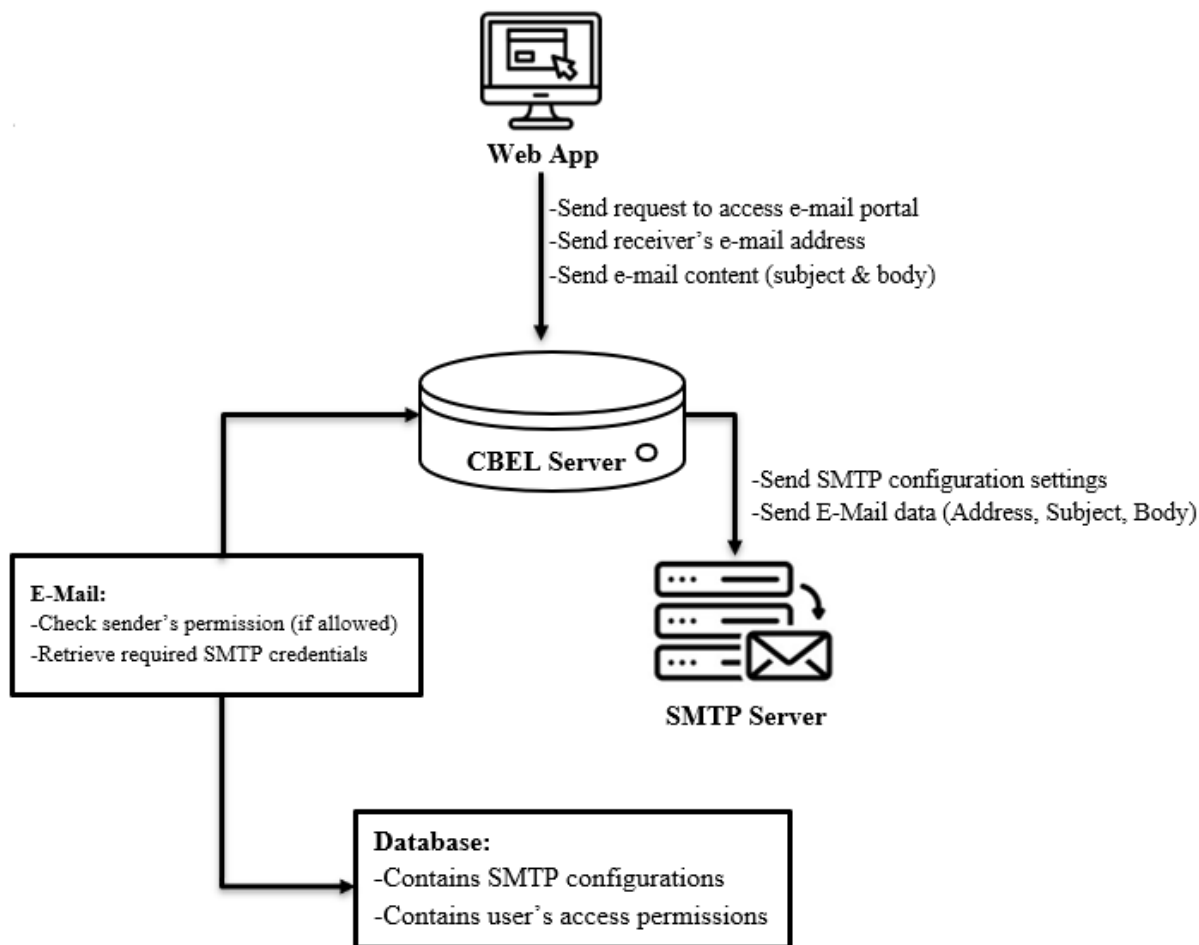 Web App
-Send request to access e-mail portal
-Send receiver’s e-mail address
-Send e-mail content (subject & body)
CBEL Server
-Send SMTP configuration settings
-Send E-Mail data (Address, Subject, Body)
E-Mail:
-Check sender’s permission (if allowed)
-Retrieve required SMTP credentials
SMTP Server
Database:
-Contains SMTP configurations
-Contains user’s access permissions